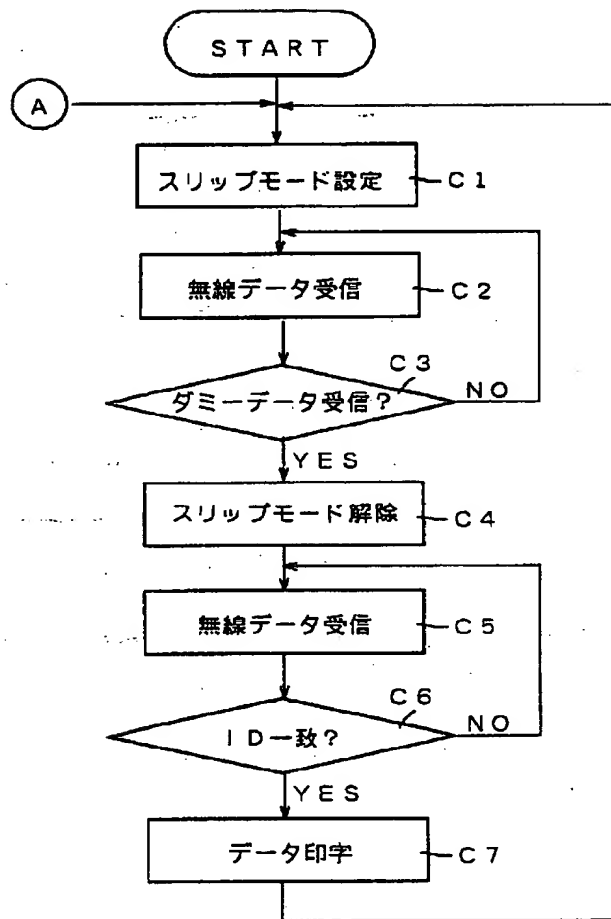 START
A
スリップモード設定
C1
無線データ受信
C2
C3
ダミーデータ受信?
NO
YES
スリップモード解除
C4
無線データ受信
C5
C6
ID一致?
NO
YES
データ印字
C7